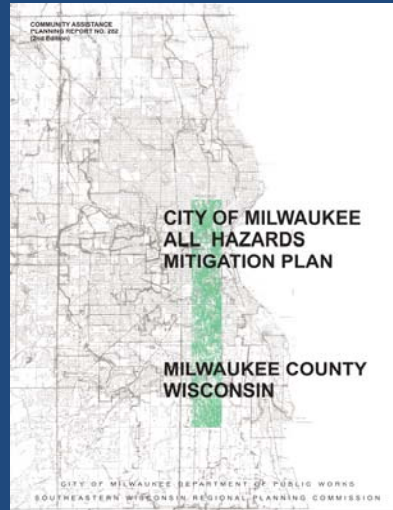 COMMUNITY ASSISTANCE
PLANNING REPORT NO. 282
(2nd Edition)
CITY OF MILWAUKEE
ALL HAZARDS
MITIGATION PLAN
MILWAUKEE COUNTY
WISCONSIN
CITY OF MILWAUKEE DEPARTMENT OF PUBLIC WORKS
SOUTHEASTERN WISCONSIN REGIONAL PLANNING COMMISSION